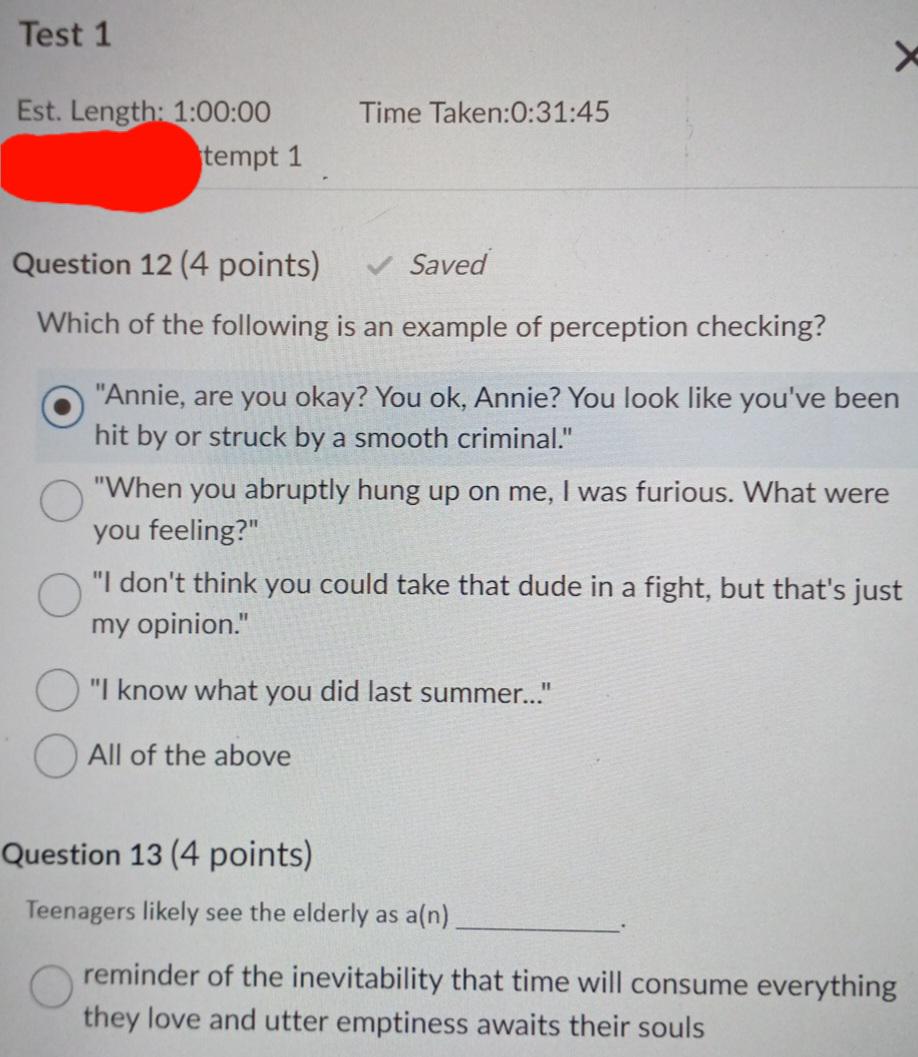 Test 1
Est. Length: 1:00:00 Time Taken:0:31:45
tempt 1
Question 12 (4 points) Saved
Which of the following is an example of perception checking?
"Annie, are you okay? You ok, Annie? You look like you've been
hit by or struck by a smooth criminal."
"When you abruptly hung up on me, I was furious. What were
you feeling?"
"I don't think you could take that dude in a fight, but that's just
my opinion."
"I know what you did last summer..."
All of the above
Question 13 (4 points)
Teenagers likely see the elderly as a(n) ____________.
reminder of the inevitability that time will consume everything
they love and utter emptiness awaits their souls